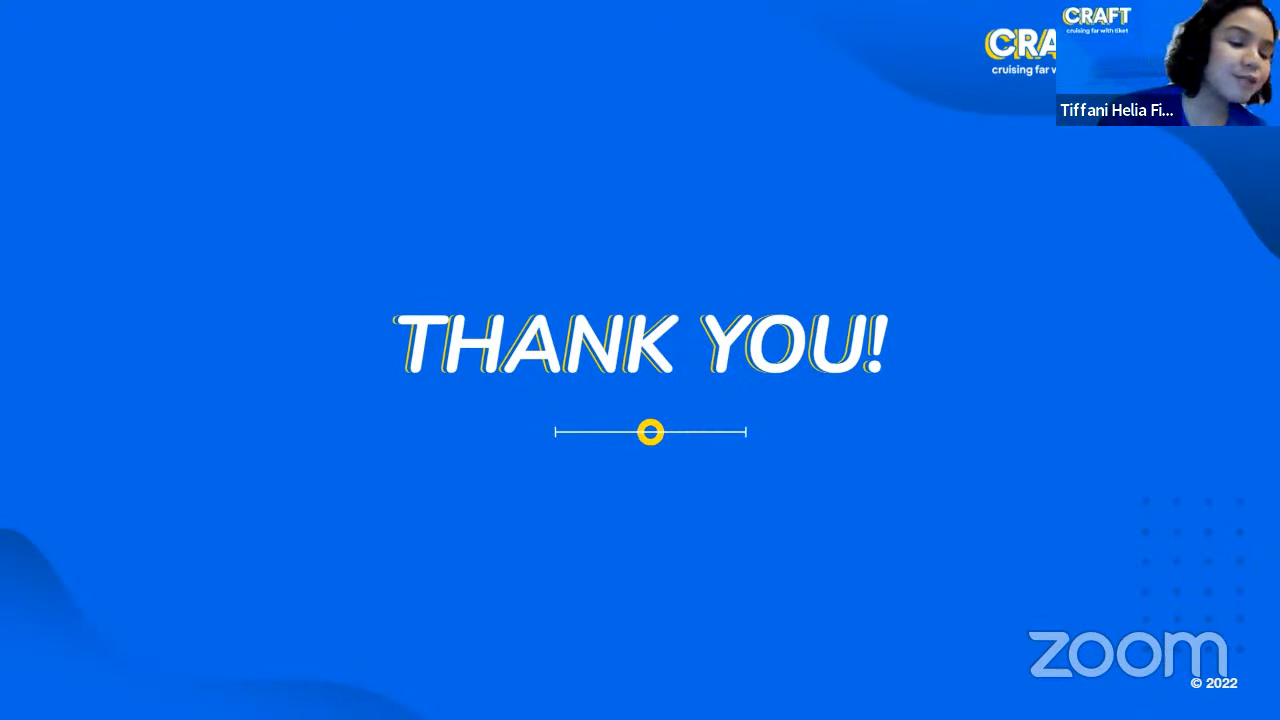 CRAFT
cruising far with tiket
CRA
cruising far w
Tiffani Helia Fi...
THANK YOU!
zoom
© 2022